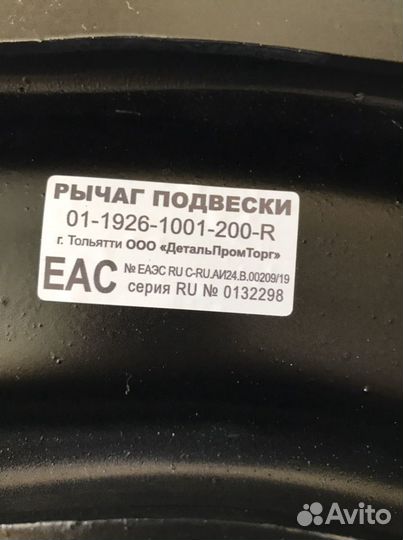 РЫЧАГ ПОДВЕСКИ
01-1926-1001-200-R
г. Тольятти ООО «ДетальПромТорг»
ЕАС № ЕАЭС RU C-RU.АИ24.В.00209/19
серия RU № 0132298
Avito